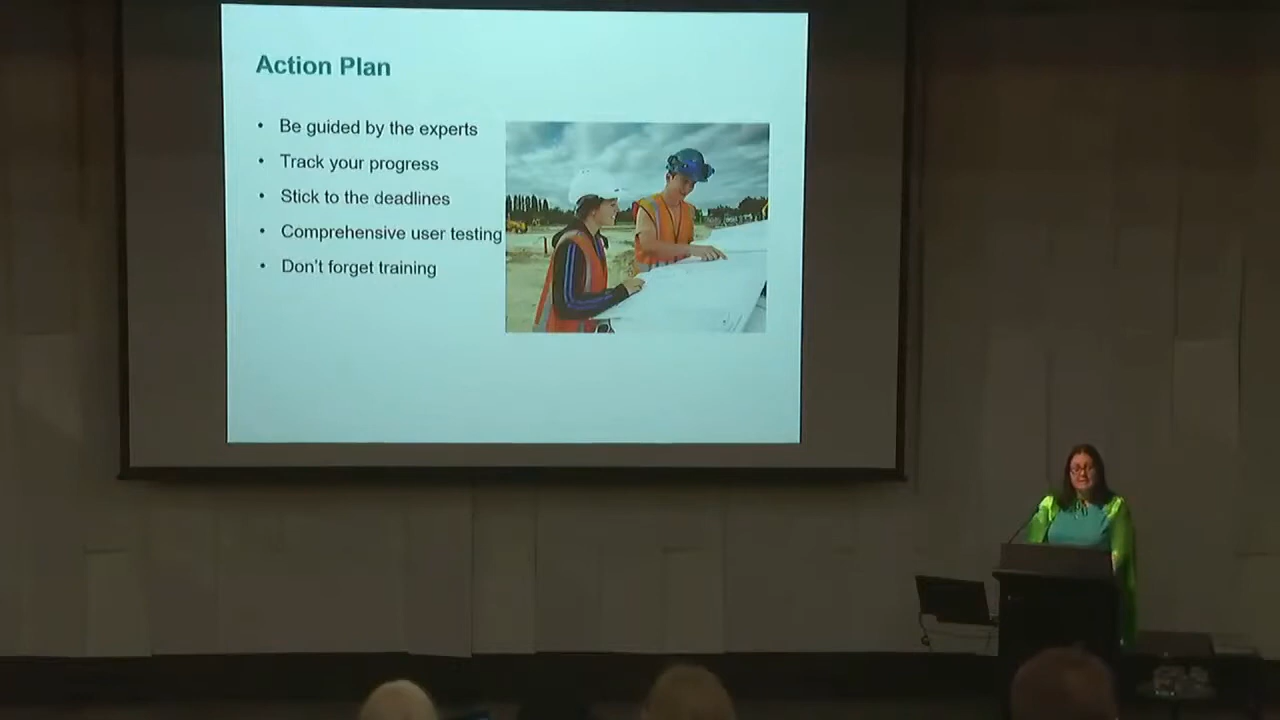 Action Plan
• Be guided by the experts
• Track your progress
• Stick to the deadlines
• Comprehensive user testing
• Don't forget training